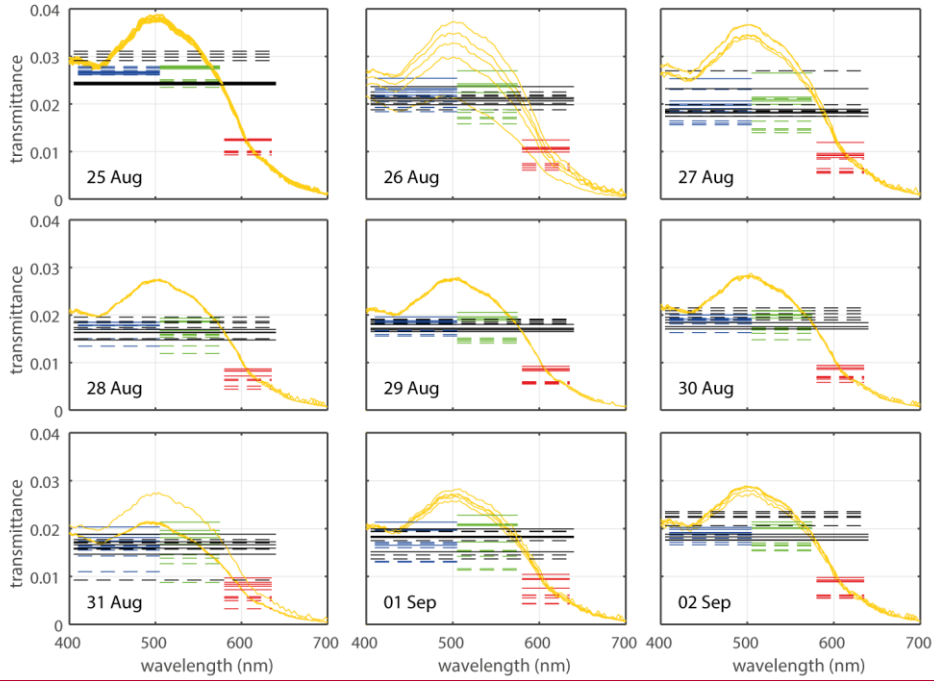 0.04
0.03
0.02
0.01
0
transmittance
25 Aug
26 Aug
27 Aug
0.04
0.03
0.02
0.01
0
transmittance
28 Aug
29 Aug
30 Aug
0.04
0.03
0.02
0.01
0
transmittance
31 Aug
01 Sep
02 Sep
400 500 600 700 400 500 600 700 400 500 600 700
wavelength (nm) wavelength (nm) wavelength (nm)